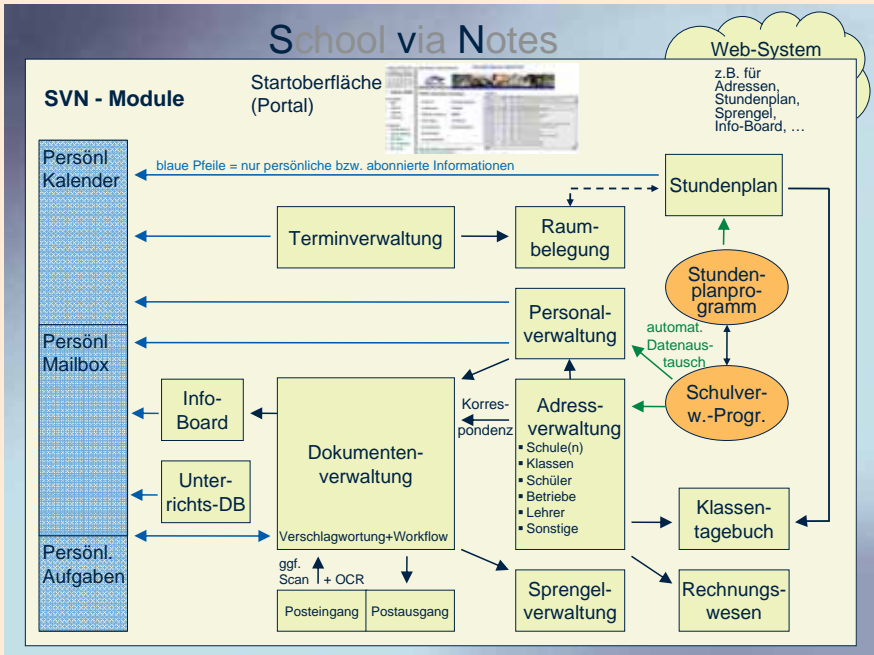 School via Notes
Web-System
z.B. für
Adressen,
Stundenplan,
Sprengel,
Info-Board, …
SVN - Module
Startoberfläche
(Portal)
Persönl
Kalender
blaue Pfeile = nur persönliche bzw. abonnierte Informationen
Stundenplan
Terminverwaltung
Raum-
belegung
Stunden-
planpro-
gramm
Personal-
verwaltung
automat.
Datenaus-
tausch
Persönl
Mailbox
Info-
Board
Dokumenten-
verwaltung
Verschlagwortung+Workflow
Korres-
pondenz
Adress-
verwaltung
▪ Schule(n)
▪ Klassen
▪ Schüler
▪ Betriebe
▪ Lehrer
▪ Sonstige
Schulver-
w.-Progr.
Unter-
richts-DB
Klassen-
tagebuch
Persönl.
Aufgaben
ggf.
Scan + OCR
Posteingang
Postausgang
Sprengel-
verwaltung
Rechnungs-
wesen